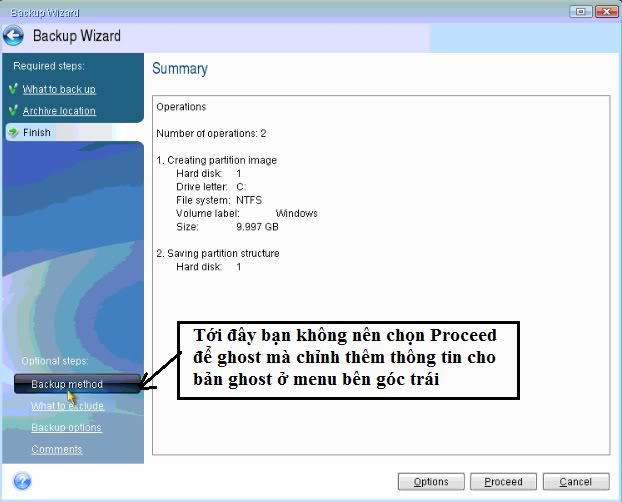 Backup Wizard
Backup Wizard
Required steps:
What to back up
Archive location
Finish
Summary
Operations
Number of operations: 2
1. Creating partition image
Hard disk: 1
Drive letter: C:
File system: NTFS
Volume label: Windows
Size: 9.997 GB
2. Saving partition structure
Hard disk: 1
Tới đây bạn không nên chọn Proceed
để ghost mà chỉnh thêm thông tin cho
bản ghost ở menu bên góc trái
Optional steps:
Backup method
What to exclude
Backup options
Comments
Options
Proceed
Cancel